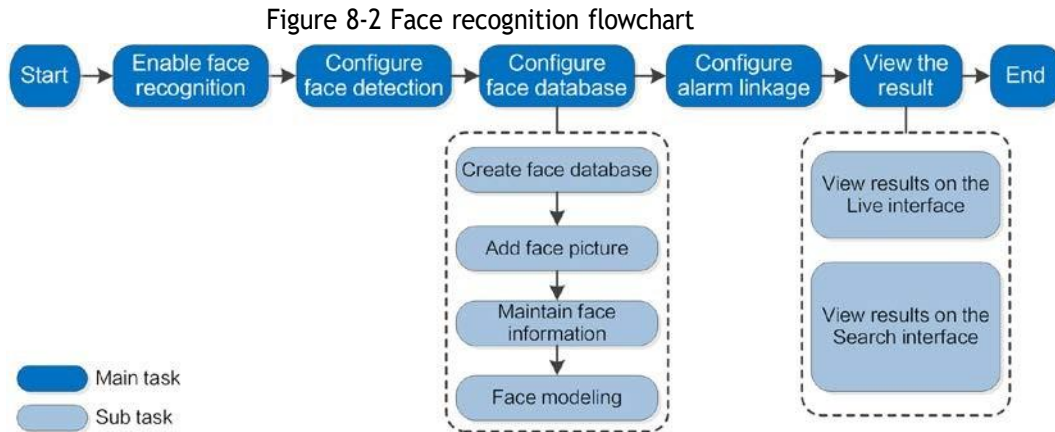 Figure 8-2 Face recognition flowchart
Start
Enable face
recognition
Configure
face detection
Configure
face database
Configure
alarm linkage
View the
result
End
Create face database
Add face picture
Maintain face
information
Face modeling
View results on the
Live interface
View results on the
Search interface
Main task
Sub task